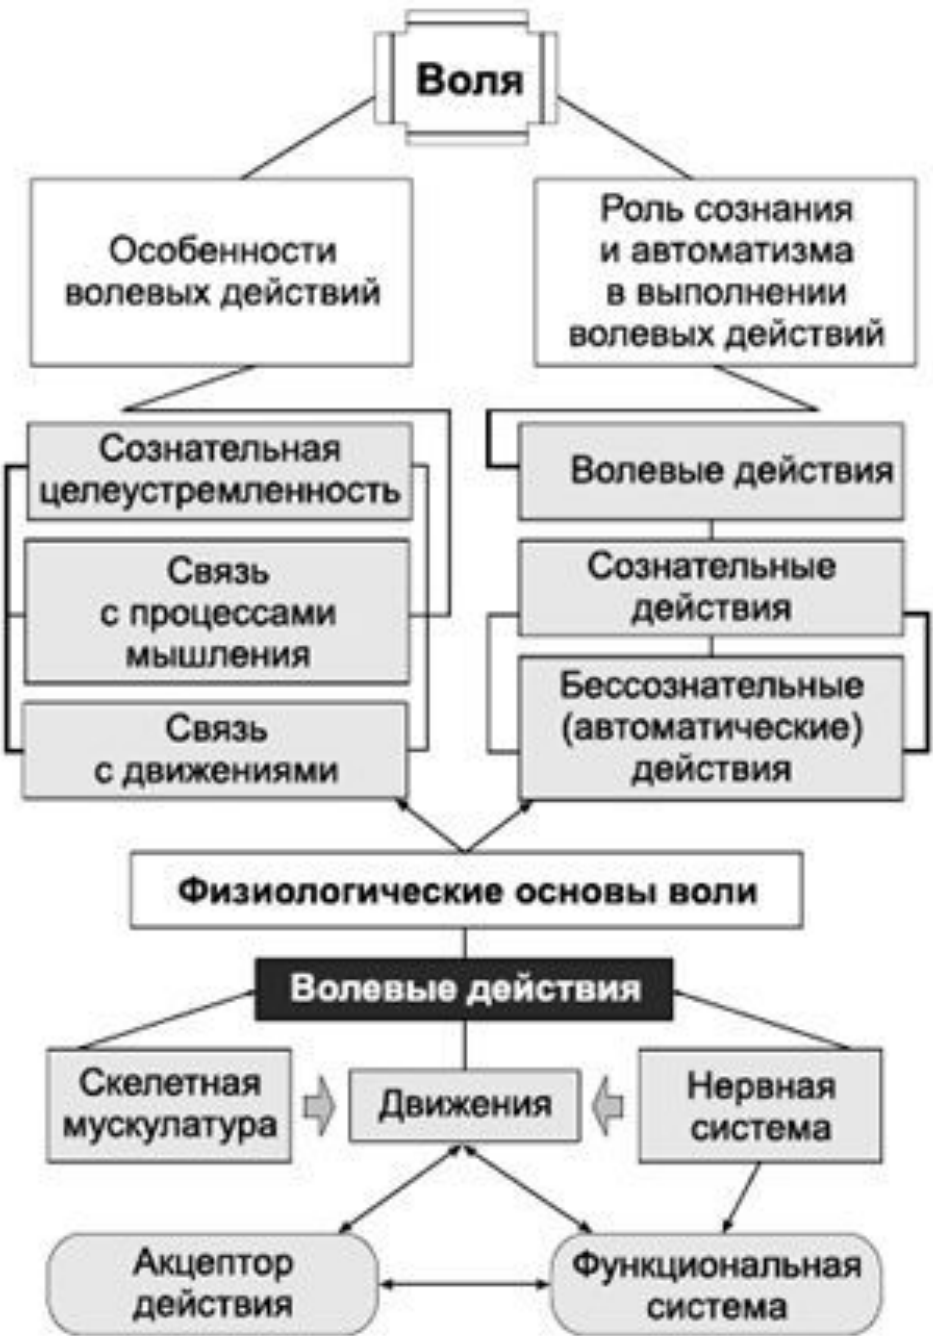 Воля
Особенности
волевых действий
Роль сознания
и автоматизма
в выполнении
волевых действий
Сознательная
целеустремленность
Связь
с процессами
мышления
Связь
с движениями
Волевые действия
Сознательные
действия
Бессознательные
(автоматические)
действия
Физиологические основы воли
Волевые действия
Скелетная
мускулатура
Движения
Нервная
система
Акцептор
действия
Функциональная
система